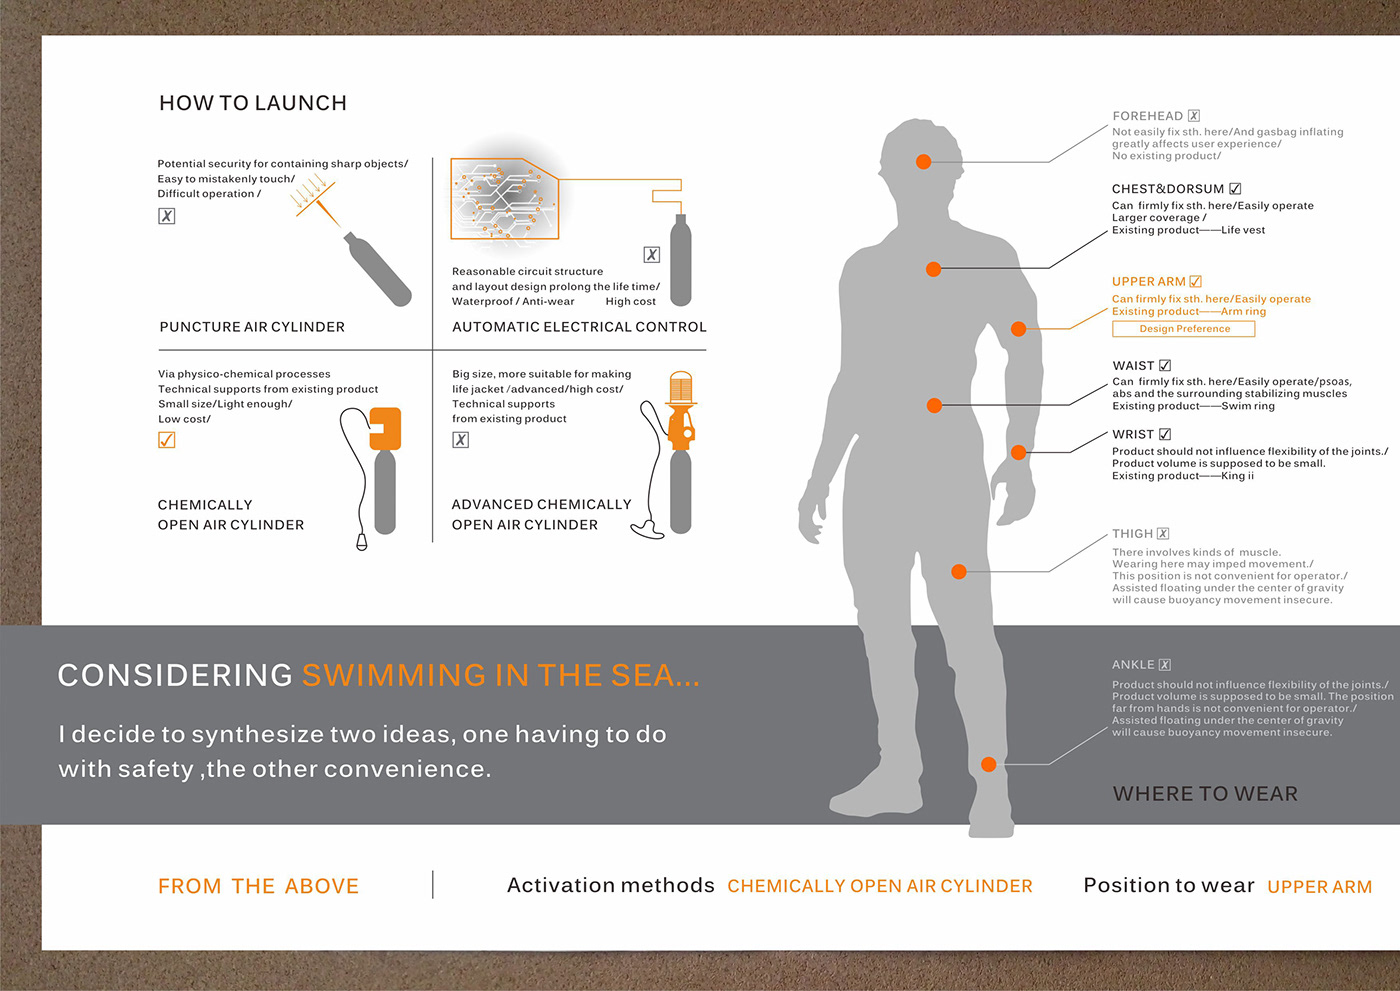 HOW TO LAUNCH
Potential security for containing sharp objects/
Easy to mistakenly touch/
Difficult operation /
PUNCTURE AIR CYLINDER
Reasonable circuit structure
and layout design prolong the life time/
Waterproof / Anti-wear High cost
AUTOMATIC ELECTRICAL CONTROL
Via physico-chemical processes
Technical supports from existing product
Small size/Light enough/
Low cost/
CHEMICALLY
OPEN AIR CYLINDER
Big size, more suitable for making
life jacket /advanced/high cost/
Technical supports
from existing product
ADVANCED CHEMICALLY
OPEN AIR CYLINDER
FOREHEAD
Not easily fix sth. here/And gasbag inflating
greatly affects user experience/
No existing product/
CHEST&DORSUM
Can firmly fix sth. here/Easily operate
Larger coverage /
Existing product——Life vest
UPPER ARM
Can firmly fix sth. here/Easily operate
Existing product——Arm ring
Design Preference
WAIST
Can firmly fix sth. here/Easily operate/psoas,
abs and the surrounding stabilizing muscles
Existing product——Swim ring
WRIST
Product should not influence flexibility of the joints./
Product volume is supposed to be small.
Existing product——King ii
THIGH
There involves kinds of muscle.
Wearing here may imped movement./
This position is not convenient for operator./
Assisted floating under the center of gravity
will cause buoyancy movement insecure.
ANKLE
Product should not influence flexibility of the joints./
Product volume is supposed to be small. The position
far from hands is not convenient for operator./
Assisted floating under the center of gravity
will cause buoyancy movement insecure.
WHERE TO WEAR
CONSIDERING SWIMMING IN THE SEA...
I decide to synthesize two ideas, one having to do
with safety ,the other convenience.
FROM THE ABOVE
Activation methods CHEMICALLY OPEN AIR CYLINDER
Position to wear UPPER ARM